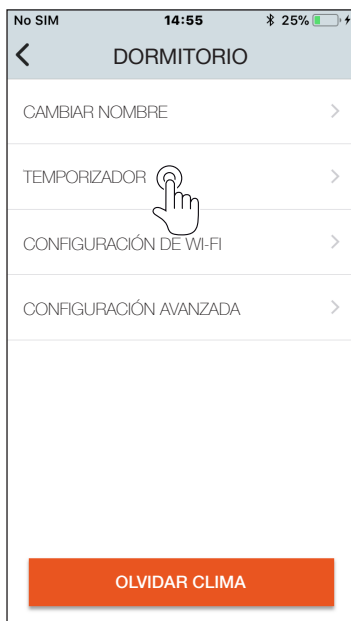 No SIM 14:55 25%
DORMITORIO
CAMBIAR NOMBRE
TEMPORIZADOR
CONFIGURACIÓN DE WI-FI
CONFIGURACIÓN AVANZADA
OLVIDAR CLIMA